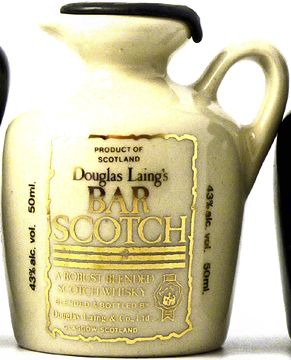 PRODUCT OF
SCOTLAND
Douglas Laing's
BAR
SCOTCH
A ROBUST BLENDED
SCOTCH WHISKY
BLENDED & BOTTLED BY
Douglas Laing & Co. Ltd.
GLASGOW SCOTLAND
43% alc. vol. 50ml.
43% alc. vol. 50ml.